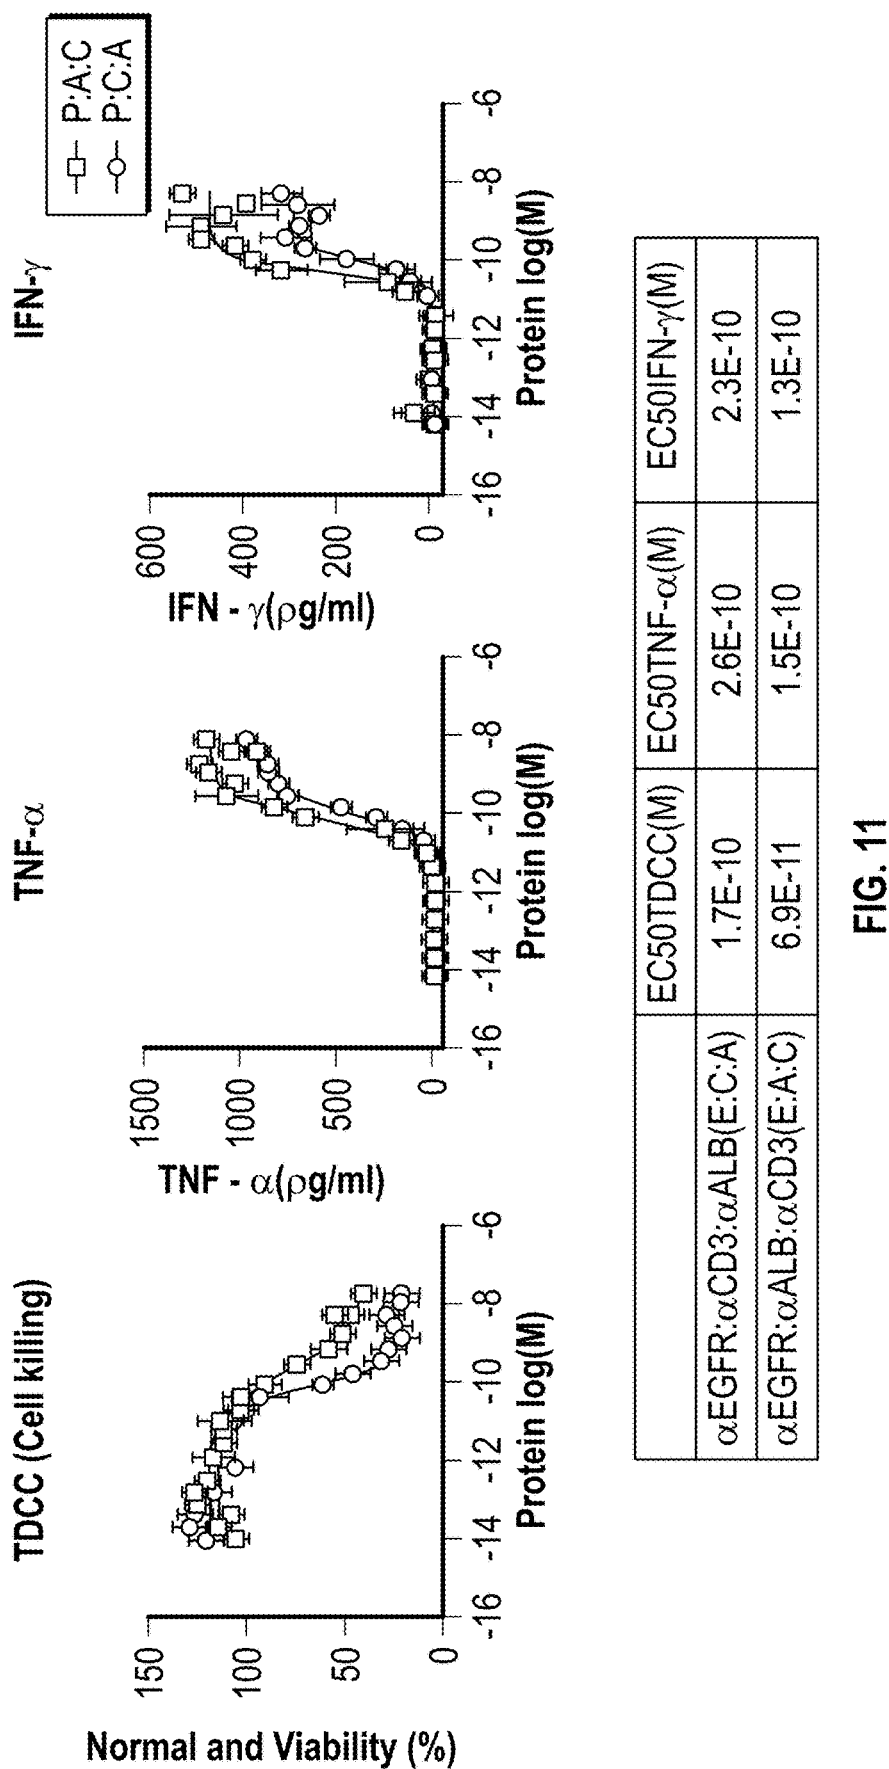 P:A:C
P:C:A
TDCC (Cell killing)
Normal and Viability (%)
150
100
50
0
-16
-14
-12
-10
-8
-6
Protein log(M)
TNF-α
TNF - α(ρg/ml)
1500
1000
500
0
-16
-14
-12
-10
-8
-6
Protein log(M)
IFN-γ
IFN - γ(ρg/ml)
600
400
200
0
-16
-14
-12
-10
-8
-6
Protein log(M)
EC50TDCC(M) EC50TNF-α(M) EC50IFN-γ(M)
αEGFR:αCD3:αALB(E:C:A) 1.7E-10 2.6E-10 2.3E-10
αEGFR:αALB:αCD3(E:A:C) 6.9E-11 1.5E-10 1.3E-10
FIG. 11